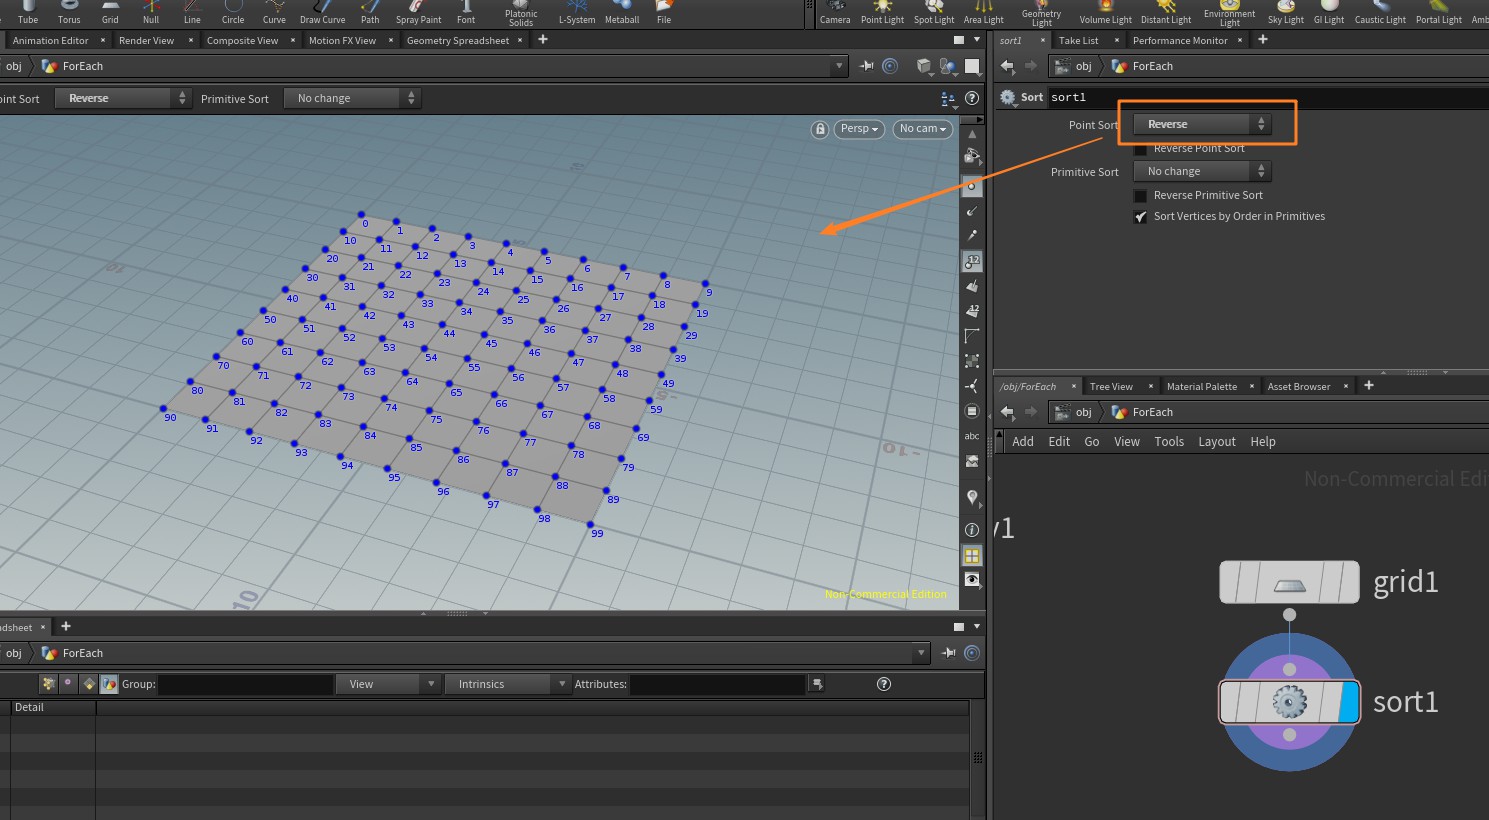 Tube Torus Grid Null Line Circle Curve Draw Curve Path Spray Paint Font Platonic Solids L-System Metaball File
Camera Point Light Spot Light Area Light Geometry Light Volume Light Distant Light Environment Light Sky Light GI Light Caustic Light Portal Light Amb
Animation Editor × Render View × Composite View × Motion FX View × Geometry Spreadsheet × +
obj ForEach
oint Sort Reverse Primitive Sort No change
Persp No cam
0 1 2 3 4 5 6 7 8 9
10 11 12 13 14 15 16 17 18 19
20 21 22 23 24 25 26 27 28 29
30 31 32 33 34 35 36 37 38 39
40 41 42 43 44 45 46 47 48 49
50 51 52 53 54 55 56 57 58 59
60 61 62 63 64 65 66 67 68 69
70 71 72 73 74 75 76 77 78 79
80 81 82 83 84 85 86 87 88 89
90 91 92 93 94 95 96 97 98 99
10
-10
-5
Non-Commercial Edition
12
12
abc
sort1 × Take List × Performance Monitor × +
obj ForEach
Sort sort1
Point Sort Reverse
Reverse Point Sort
Primitive Sort No change
Reverse Primitive Sort
Sort Vertices by Order in Primitives
/obj/ForEach × Tree View × Material Palette × Asset Browser × +
obj ForEach
Add Edit Go View Tools Layout Help
Non-Commercial Edi
y1
grid1
sort1
adsheet × +
obj ForEach
Group: View Intrinsics Attributes:
Detail